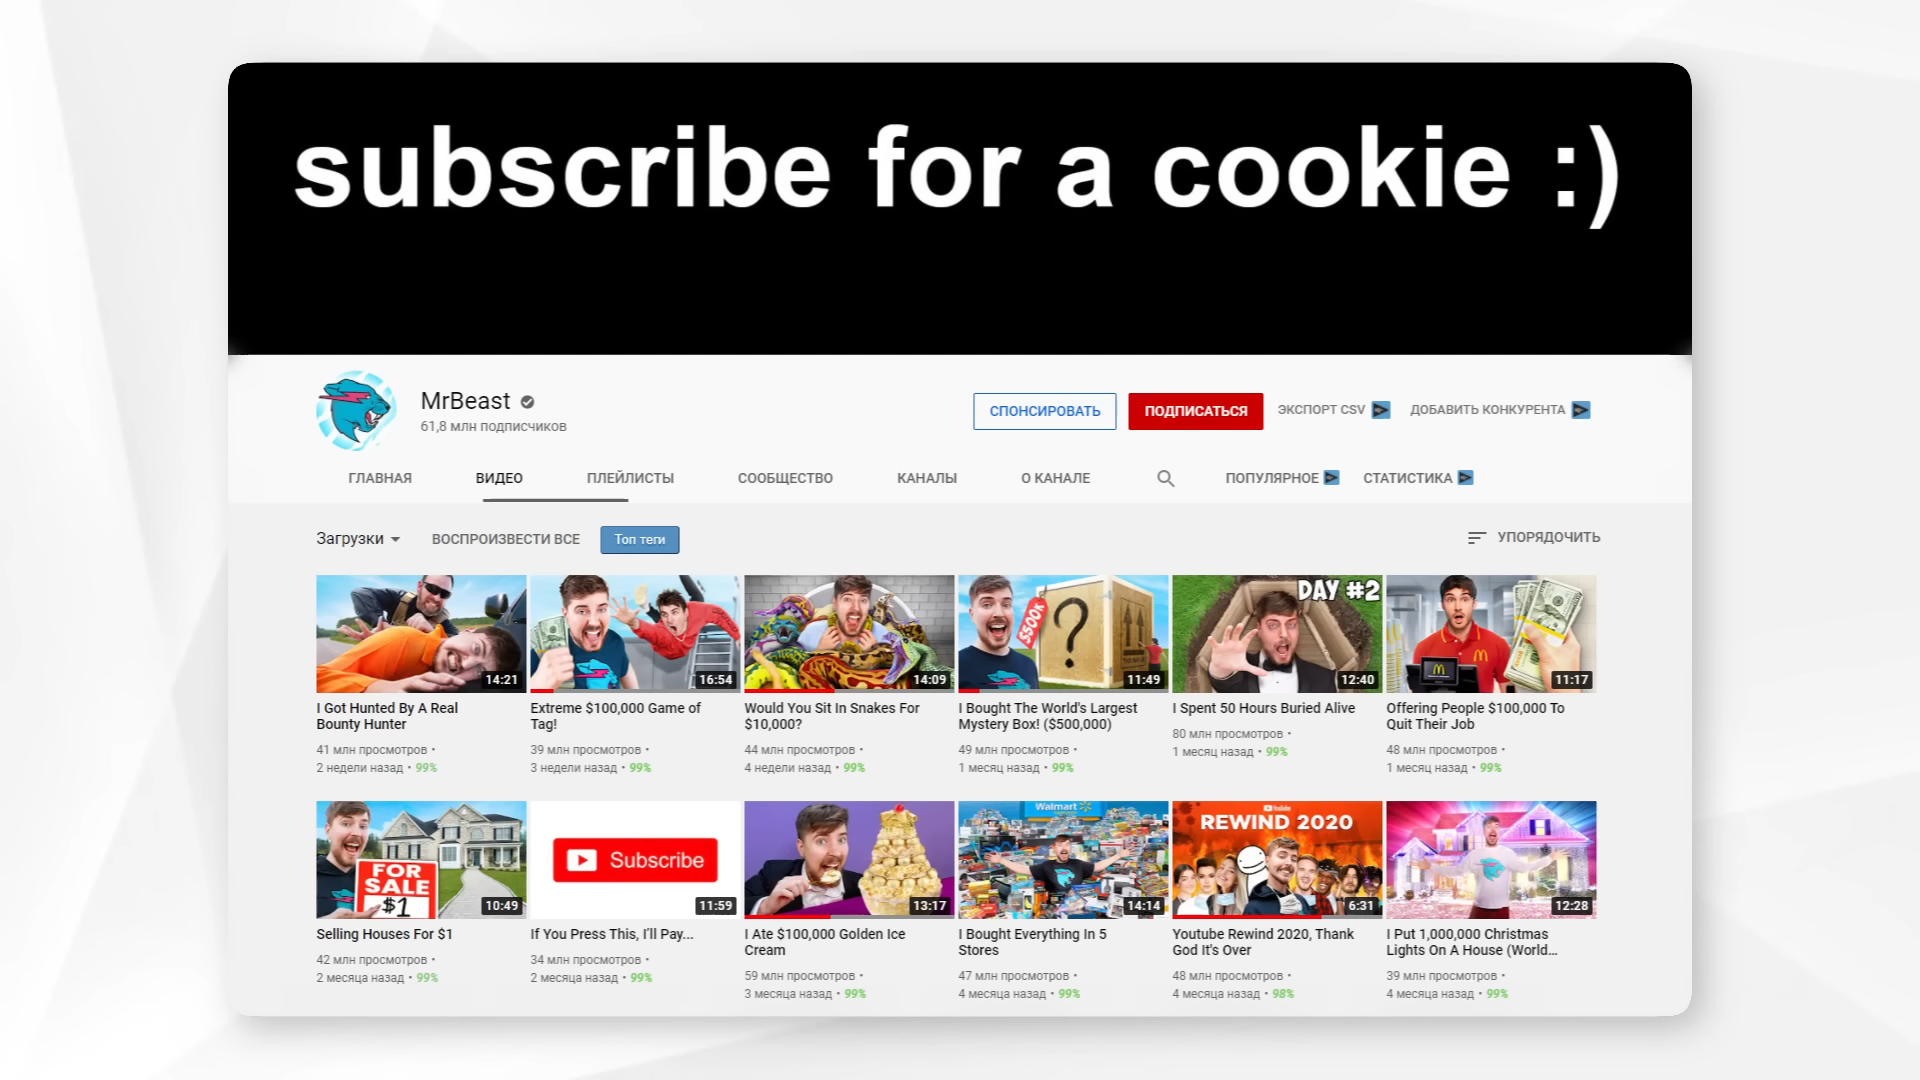 subscribe for a cookie :)
MrBeast
61,8 млн подписчиков
СПОНСИРОВАТЬ
ПОДПИСАТЬСЯ
ЭКСПОРТ CSV
ДОБАВИТЬ КОНКУРЕНТА
ГЛАВНАЯ
ВИДЕО
ПЛЕЙЛИСТЫ
СООБЩЕСТВО
КАНАЛЫ
О КАНАЛЕ
ПОПУЛЯРНОЕ
СТАТИСТИКА
Загрузки
ВОСПРОИЗВЕСТИ ВСЕ
Топ теги
УПОРЯДОЧИТЬ
14:21
I Got Hunted By A Real
Bounty Hunter
41 млн просмотров •
2 недели назад • 99%
16:54
Extreme $100,000 Game of
Tag!
39 млн просмотров •
3 недели назад • 99%
14:09
Would You Sit In Snakes For
$10,000?
44 млн просмотров •
4 недели назад • 99%
$500K
?
11:49
I Bought The World's Largest
Mystery Box! ($500,000)
49 млн просмотров •
1 месяц назад • 99%
DAY #2
12:40
I Spent 50 Hours Buried Alive
80 млн просмотров •
1 месяц назад • 99%
11:17
Offering People $100,000 To
Quit Their Job
48 млн просмотров •
1 месяц назад • 99%
FOR
SALE
$1
10:49
Selling Houses For $1
42 млн просмотров •
2 месяца назад • 99%
Subscribe
11:59
If You Press This, I'll Pay...
34 млн просмотров •
2 месяца назад • 99%
13:17
I Ate $100,000 Golden Ice
Cream
59 млн просмотров •
3 месяца назад • 99%
Walmart
14:14
I Bought Everything In 5
Stores
47 млн просмотров •
4 месяца назад • 99%
YouTube
REWIND 2020
6:31
Youtube Rewind 2020, Thank
God It's Over
48 млн просмотров •
4 месяца назад • 98%
12:28
I Put 1,000,000 Christmas
Lights On A House (World...
39 млн просмотров •
4 месяца назад • 99%